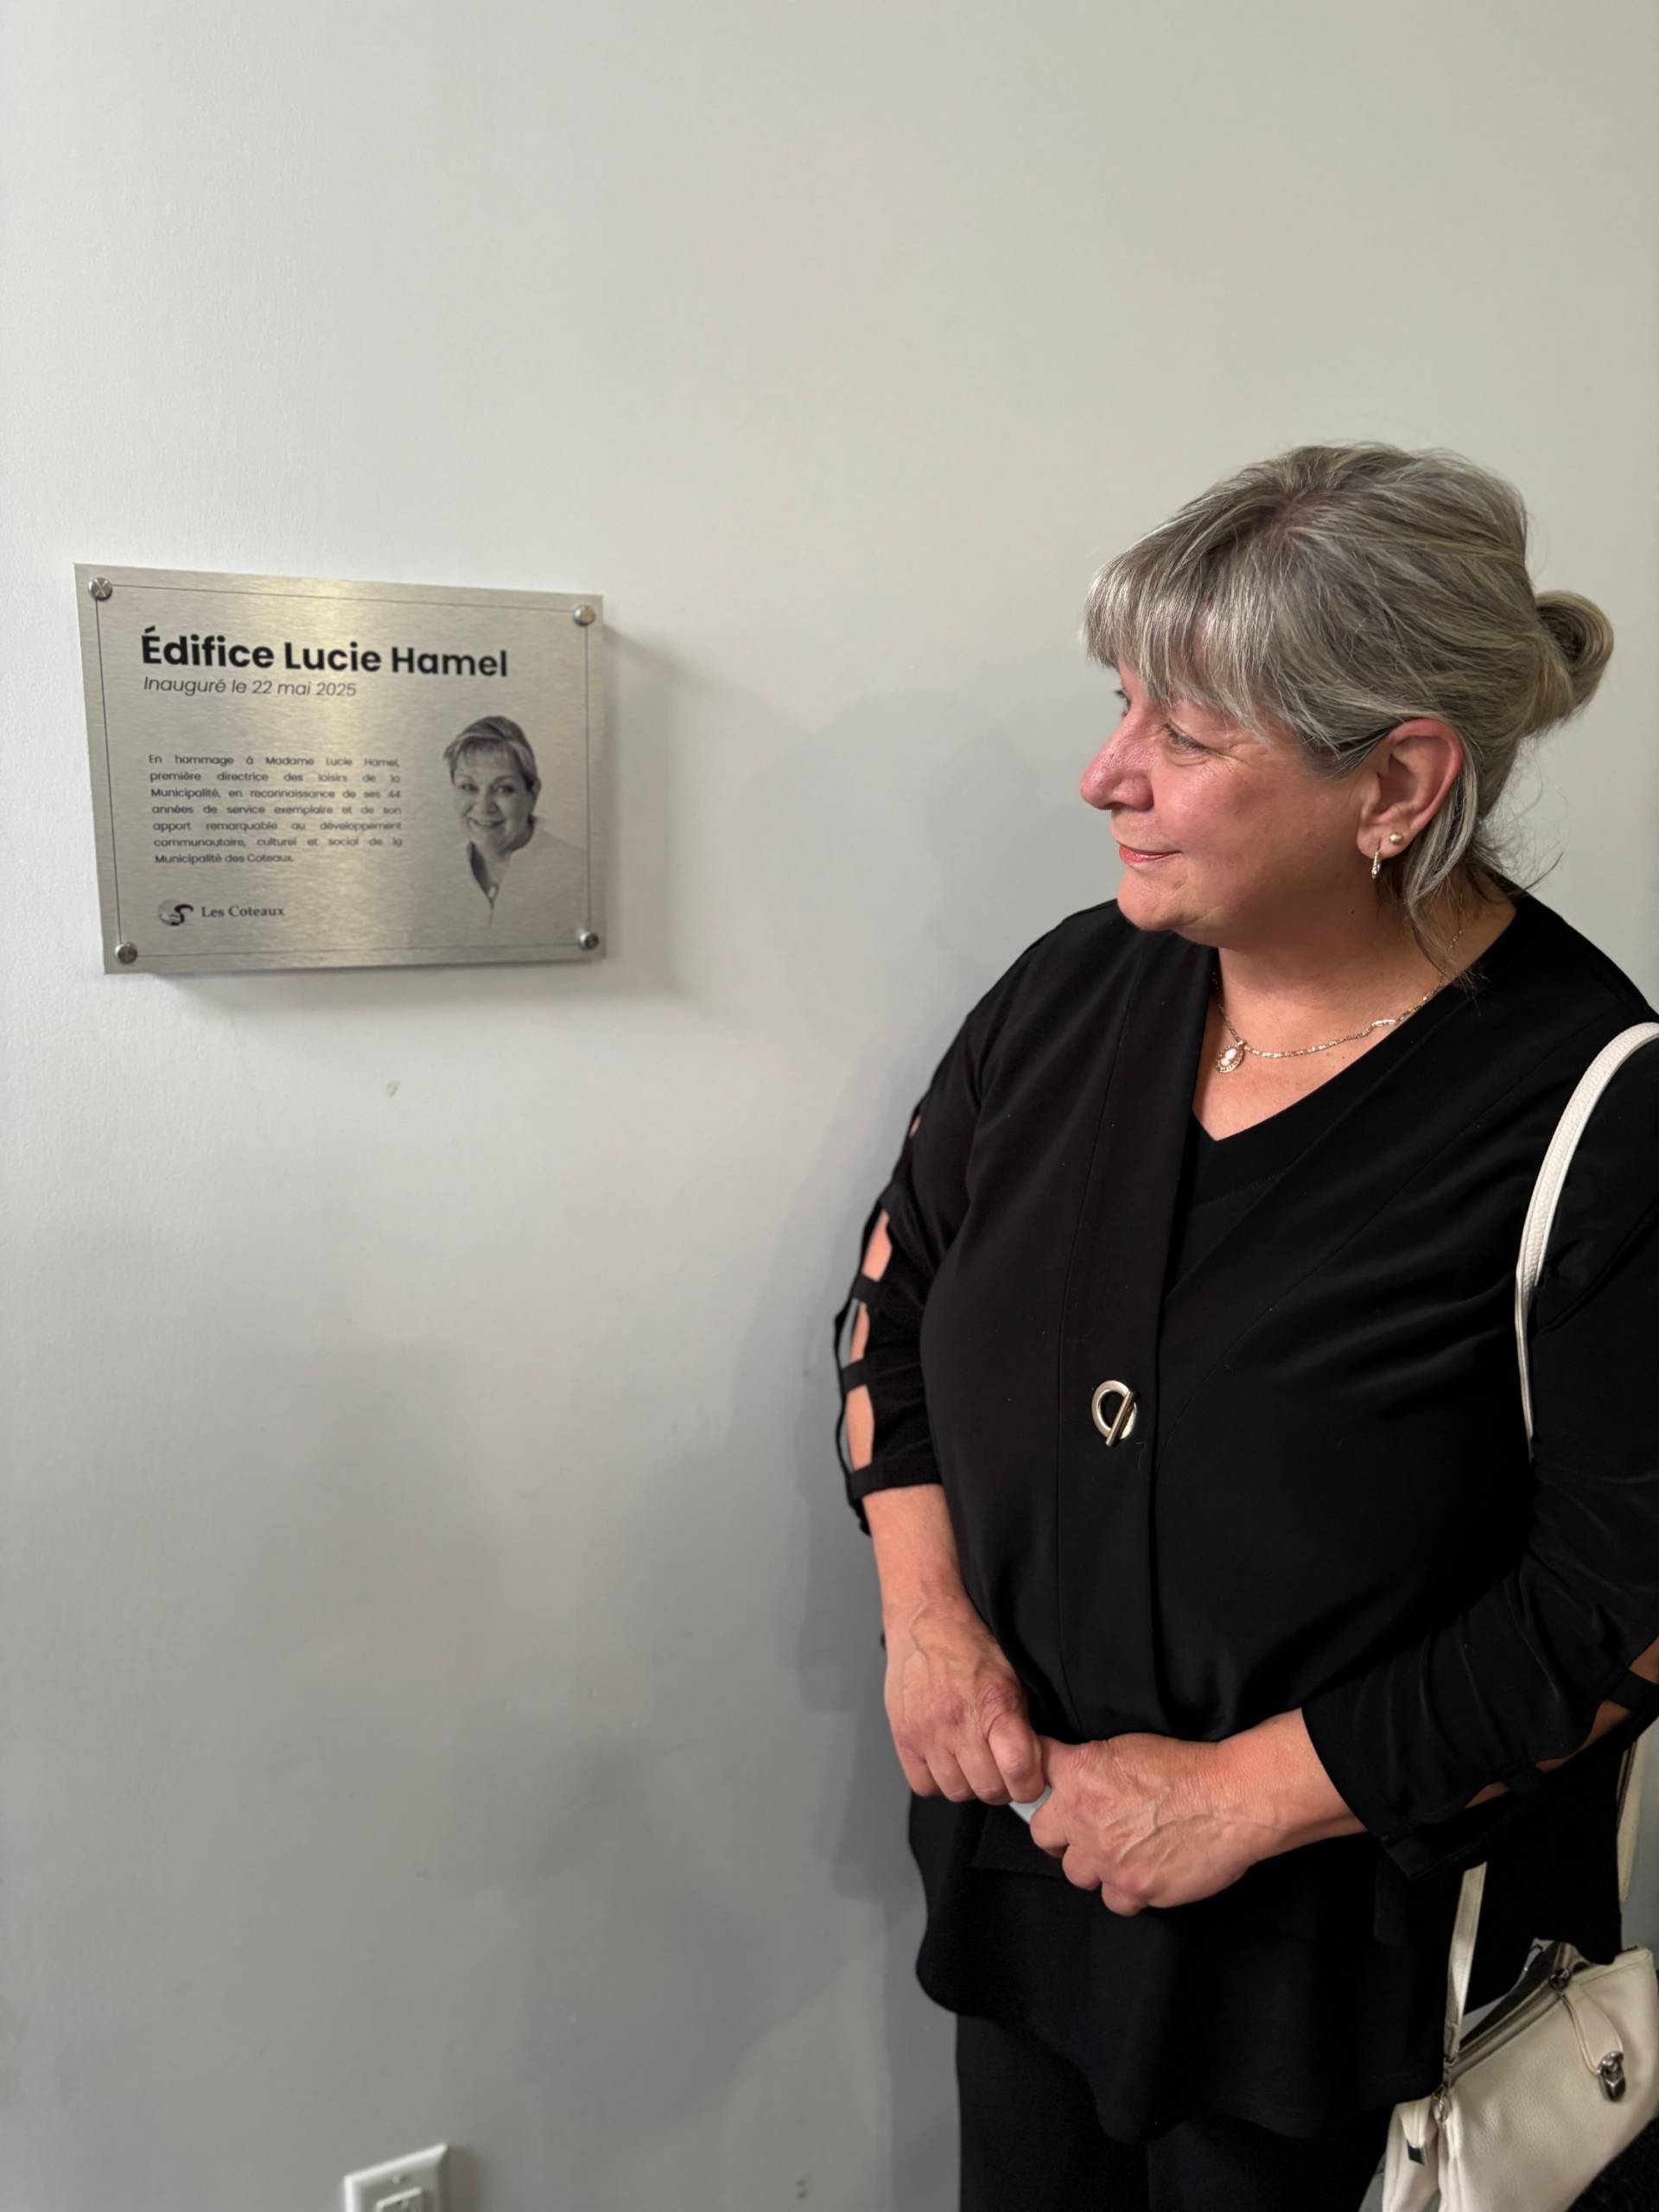 Édifice Lucie Hamel
Inauguré le 22 mai 2025
En hommage à Madame Lucie Hamel,
première directrice des loisirs de la
Municipalité, en reconnaissance de ses 44
années de service exemplaire et de son
apport remarquable au développement
communautaire, culturel et social de la
Municipalité des Coteaux.
Les Coteaux